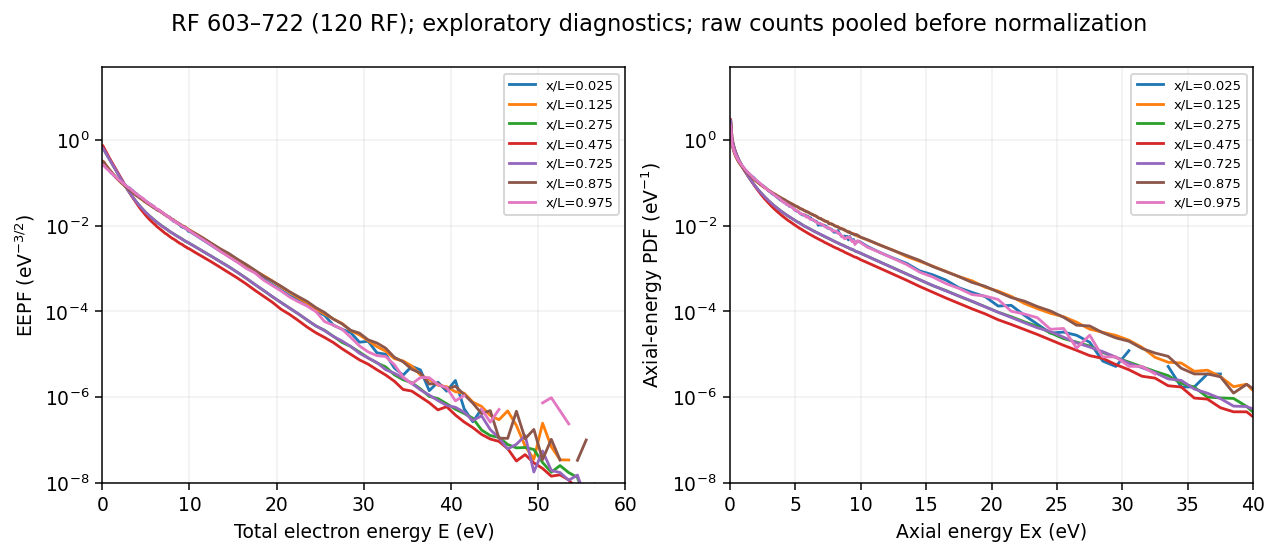 RF 603–722 (120 RF); exploratory diagnostics; raw counts pooled before normalization
EEPF (eV⁻³ᐟ²)
10⁰
10⁻²
10⁻⁴
10⁻⁶
10⁻⁸
x/L=0.025
x/L=0.125
x/L=0.275
x/L=0.475
x/L=0.725
x/L=0.875
x/L=0.975
0 10 20 30 40 50 60
Total electron energy E (eV)
Axial-energy PDF (eV⁻¹)
10⁰
10⁻²
10⁻⁴
10⁻⁶
10⁻⁸
x/L=0.025
x/L=0.125
x/L=0.275
x/L=0.475
x/L=0.725
x/L=0.875
x/L=0.975
0 5 10 15 20 25 30 35 40
Axial energy Ex (eV)